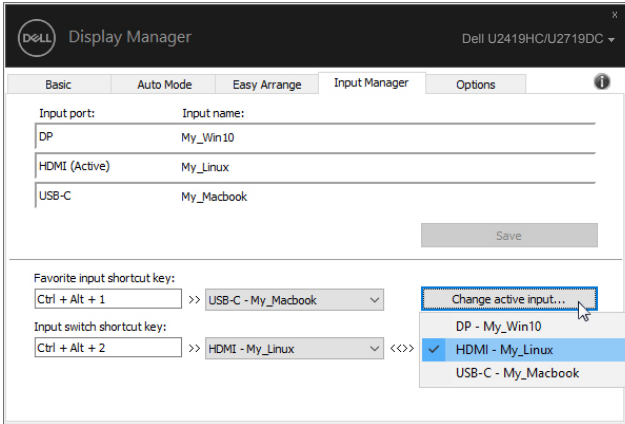 x
DELL Display Manager Dell U2419HC/U2719DC
Basic Auto Mode Easy Arrange Input Manager Options i
Input port: Input name:
DP My_Win10
HDMI (Active) My_Linux
USB-C My_Macbook
Save
Favorite input shortcut key:
Ctrl + Alt + 1 >> USB-C - My_Macbook Change active input...
DP - My_Win10
Input switch shortcut key:
Ctrl + Alt + 2 >> HDMI - My_Linux <<>> HDMI - My_Linux
USB-C - My_Macbook